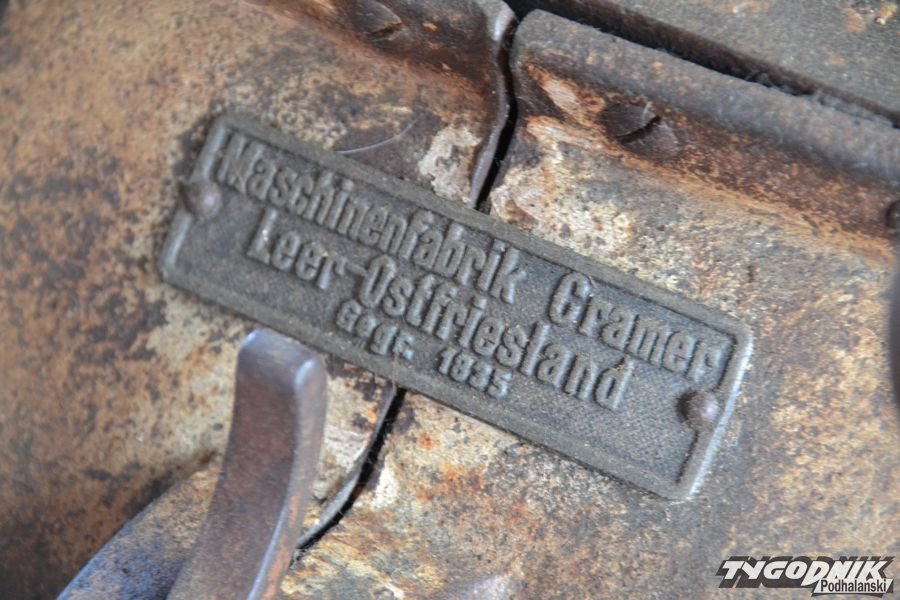 Maschinenfabrik Cramer
Leer-Ostfriesland
Gegr. 1835
TYGODNIK
Podhalański